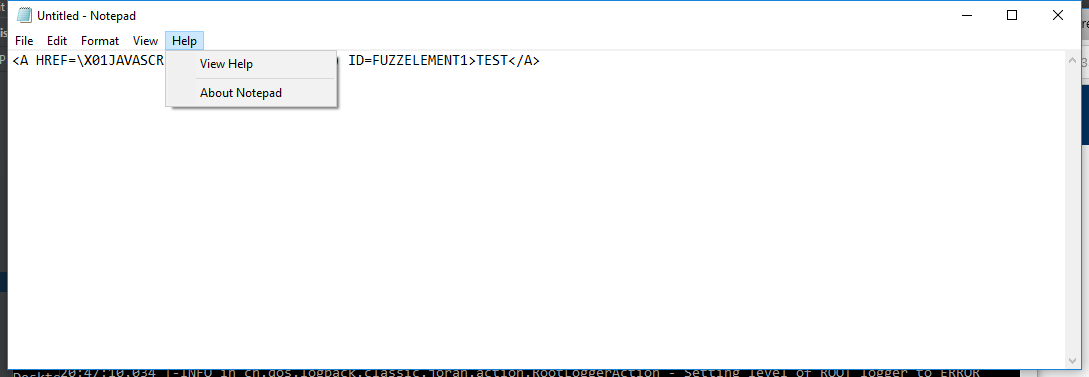 Untitled - Notepad
File Edit Format View Help
<A HREF=\X01JAVASCR ID=FUZZELEMENT1>TEST</A>
View Help
About Notepad
20:47:10.034 |-INFO in ch.qos.logback.classic.joran.action.RootLoggerAction - Setting level of ROOT logger to ERROR